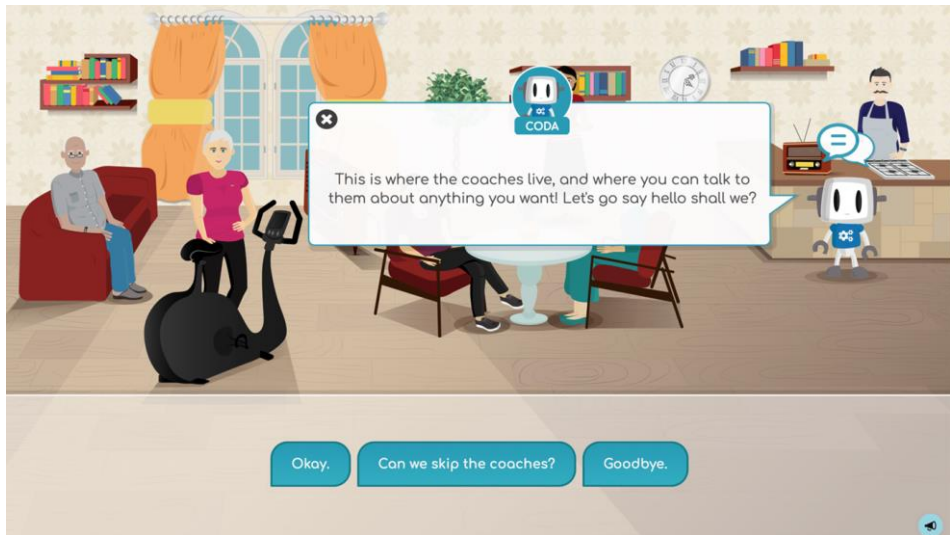 CODA
This is where the coaches live, and where you can talk to
them about anything you want! Let's go say hello shall we?
Okay.
Can we skip the coaches?
Goodbye.